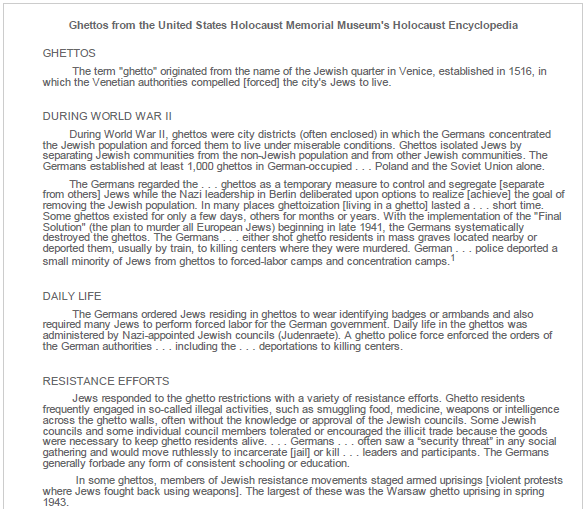 Ghettos from the United States Holocaust Memorial Museum's Holocaust Encyclopedia
GHETTOS
The term "ghetto" originated from the name of the Jewish quarter in Venice, established in 1516, in
which the Venetian authorities compelled [forced] the city's Jews to live.
DURING WORLD WAR II
During World War II, ghettos were city districts (often enclosed) in which the Germans concentrated
the Jewish population and forced them to live under miserable conditions. Ghettos isolated Jews by
separating Jewish communities from the non-Jewish population and from other Jewish communities. The
Germans established at least 1,000 ghettos in German-occupied . . . Poland and the Soviet Union alone.
The Germans regarded the . . . ghettos as a temporary measure to control and segregate [separate
from others] Jews while the Nazi leadership in Berlin deliberated upon options to realize [achieve] the goal of
removing the Jewish population. In many places ghettoization [living in a ghetto] lasted a . . . short time.
Some ghettos existed for only a few days, others for months or years. With the implementation of the "Final
Solution" (the plan to murder all European Jews) beginning in late 1941, the Germans systematically
destroyed the ghettos. The Germans . . . either shot ghetto residents in mass graves located nearby or
deported them, usually by train, to killing centers where they were murdered. German . . . police deported a
small minority of Jews from ghettos to forced-labor camps and concentration camps.1
DAILY LIFE
The Germans ordered Jews residing in ghettos to wear identifying badges or armbands and also
required many Jews to perform forced labor for the German government. Daily life in the ghettos was
administered by Nazi-appointed Jewish councils (Judenraete). A ghetto police force enforced the orders of
the German authorities . . . including the . . . deportations to killing centers.
RESISTANCE EFFORTS
Jews responded to the ghetto restrictions with a variety of resistance efforts. Ghetto residents
frequently engaged in so-called illegal activities, such as smuggling food, medicine, weapons or intelligence
across the ghetto walls, often without the knowledge or approval of the Jewish councils. Some Jewish
councils and some individual council members tolerated or encouraged the illicit trade because the goods
were necessary to keep ghetto residents alive. . . . Germans . . . often saw a “security threat” in any social
gathering and would move ruthlessly to incarcerate [jail] or kill . . . leaders and participants. The Germans
generally forbade any form of consistent schooling or education.
In some ghettos, members of Jewish resistance movements staged armed uprisings [violent protests
where Jews fought back using weapons]. The largest of these was the Warsaw ghetto uprising in spring
1943.